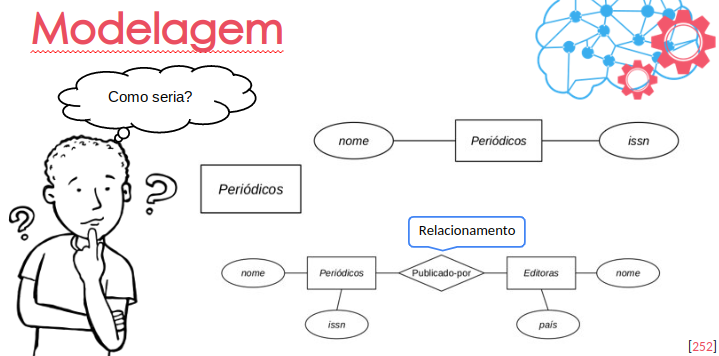 Modelagem
Como seria?
nome
Periódicos
issn
Periódicos
Relacionamento
nome
Periódicos
Publicado-por
Editoras
nome
issn
país
? ?
[252]